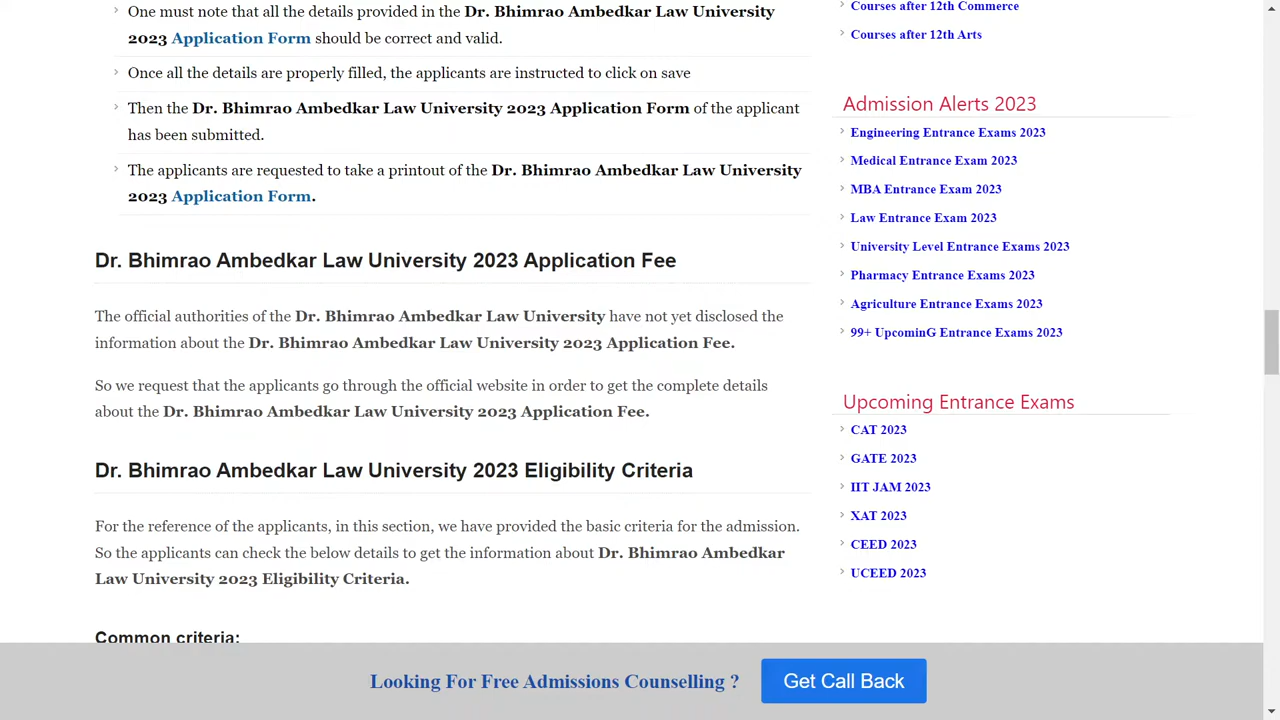 One must note that all the details provided in the Dr. Bhimrao Ambedkar Law University
2023 Application Form should be correct and valid.
Once all the details are properly filled, the applicants are instructed to click on save
Then the Dr. Bhimrao Ambedkar Law University 2023 Application Form of the applicant
has been submitted.
The applicants are requested to take a printout of the Dr. Bhimrao Ambedkar Law University
2023 Application Form.
Dr. Bhimrao Ambedkar Law University 2023 Application Fee
The official authorities of the Dr. Bhimrao Ambedkar Law University have not yet disclosed the
information about the Dr. Bhimrao Ambedkar Law University 2023 Application Fee.
So we request that the applicants go through the official website in order to get the complete details
about the Dr. Bhimrao Ambedkar Law University 2023 Application Fee.
Dr. Bhimrao Ambedkar Law University 2023 Eligibility Criteria
For the reference of the applicants, in this section, we have provided the basic criteria for the admission.
So the applicants can check the below details to get the information about Dr. Bhimrao Ambedkar
Law University 2023 Eligibility Criteria.
Common criteria:
Courses after 12th Commerce
Courses after 12th Arts
Admission Alerts 2023
Engineering Entrance Exams 2023
Medical Entrance Exam 2023
MBA Entrance Exam 2023
Law Entrance Exam 2023
University Level Entrance Exams 2023
Pharmacy Entrance Exams 2023
Agriculture Entrance Exams 2023
99+ UpcominG Entrance Exams 2023
Upcoming Entrance Exams
CAT 2023
GATE 2023
IIT JAM 2023
XAT 2023
CEED 2023
UCEED 2023
Looking For Free Admissions Counselling ?
Get Call Back